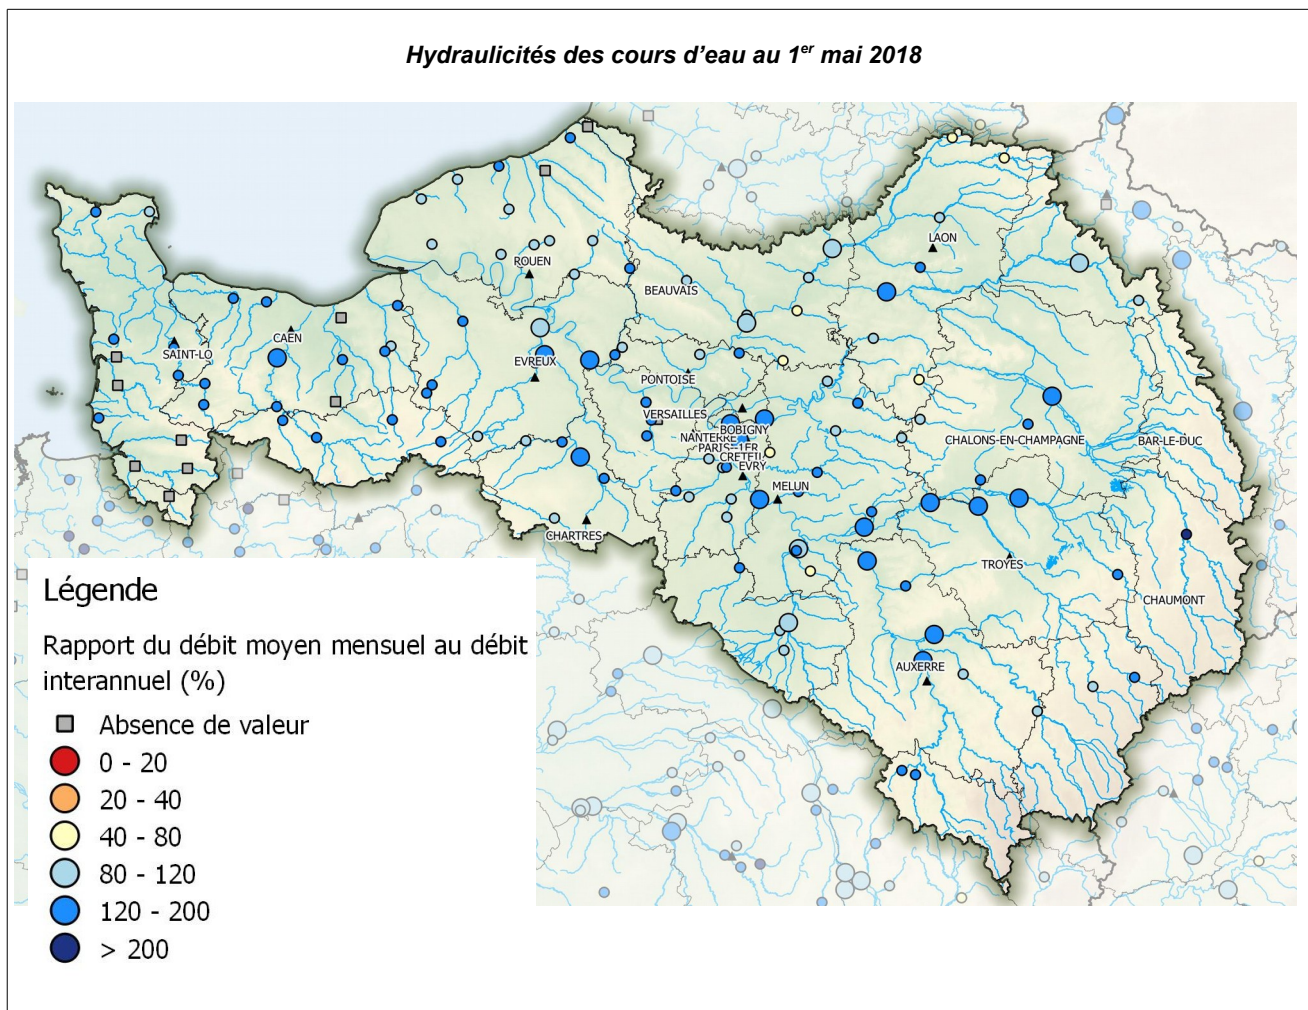 Hydraulicités des cours d'eau au 1er mai 2018
LAON
ROUEN
BEAUVAIS
CAEN
SAINT-LO
EVREUX
PONTOISE
VERSAILLES
BOBIGNY
NANTERRE
PARIS-1ER
CRETEIL
EVRY
CHALONS-EN-CHAMPAGNE
BAR-LE-DUC
MELUN
CHARTRES
TROYES
CHAUMONT
AUXERRE
Légende
Rapport du débit moyen mensuel au débit
interannuel (%)
Absence de valeur
0 - 20
20 - 40
40 - 80
80 - 120
120 - 200
> 200